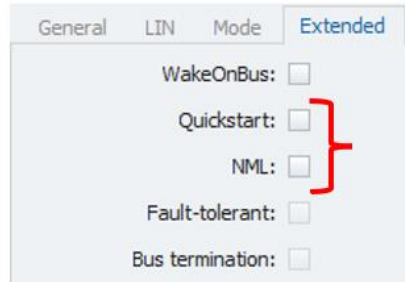 General LIN Mode Extended
WakeOnBus:
Quickstart:
NML:
Fault-tolerant:
Bus termination: